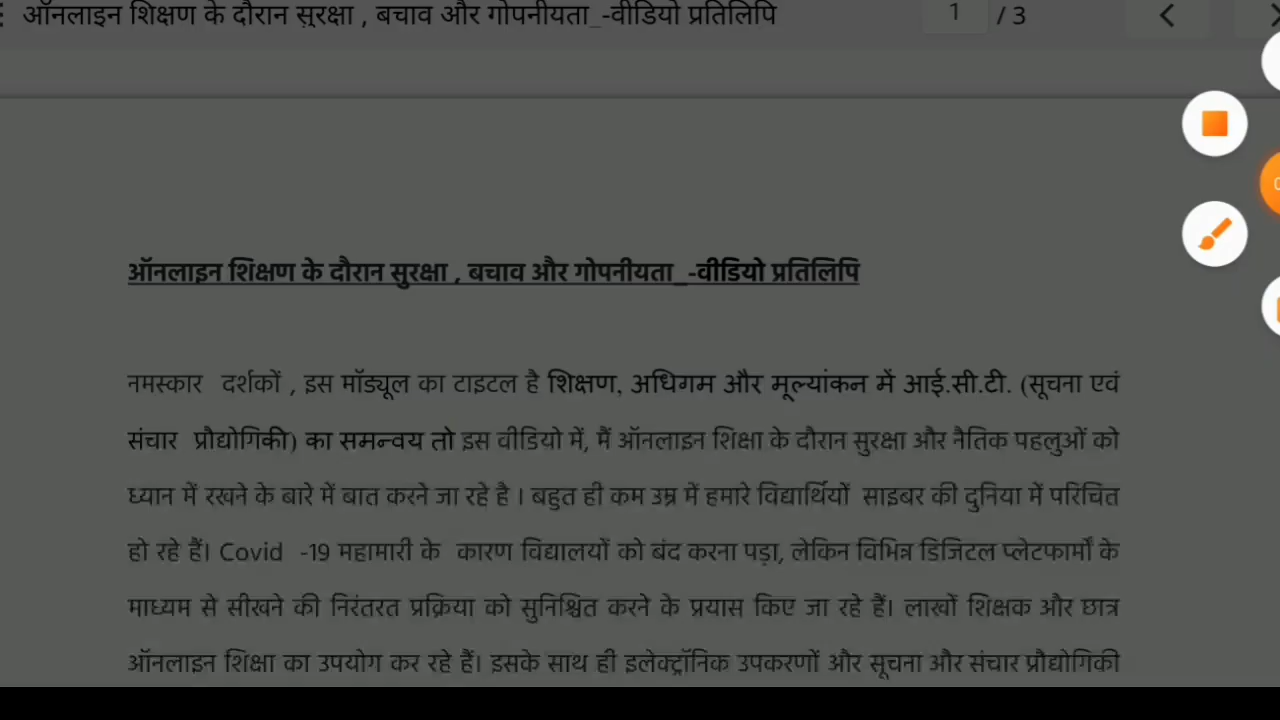 ऑनलाइन शिक्षण के दौरान सुरक्षा , बचाव और गोपनीयता_-वीडियो प्रतिलिपि 1 / 3
ऑनलाइन शिक्षण के दौरान सुरक्षा , बचाव और गोपनीयता_-वीडियो प्रतिलिपि
नमस्कार दर्शकों , इस मॉड्यूल का टाइटल है शिक्षण, अधिगम और मूल्यांकन में आई.सी.टी. (सूचना एवं
संचार प्रौद्योगिकी) का समन्वय तो इस वीडियो में, मैं ऑनलाइन शिक्षा के दौरान सुरक्षा और नैतिक पहलुओं को
ध्यान में रखने के बारे में बात करने जा रहे है । बहुत ही कम उम्र में हमारे विद्यार्थियों साइबर की दुनिया में परिचित
हो रहे हैं। Covid -19 महामारी के कारण विद्यालयों को बंद करना पड़ा, लेकिन विभिन्न डिजिटल प्लेटफार्मों के
माध्यम से सीखने की निरंतरत प्रक्रिया को सुनिश्चित करने के प्रयास किए जा रहे हैं। लाखों शिक्षक और छात्र
ऑनलाइन शिक्षा का उपयोग कर रहे हैं। इसके साथ ही इलेक्ट्रॉनिक उपकरणों और सूचना और संचार प्रौद्योगिकी